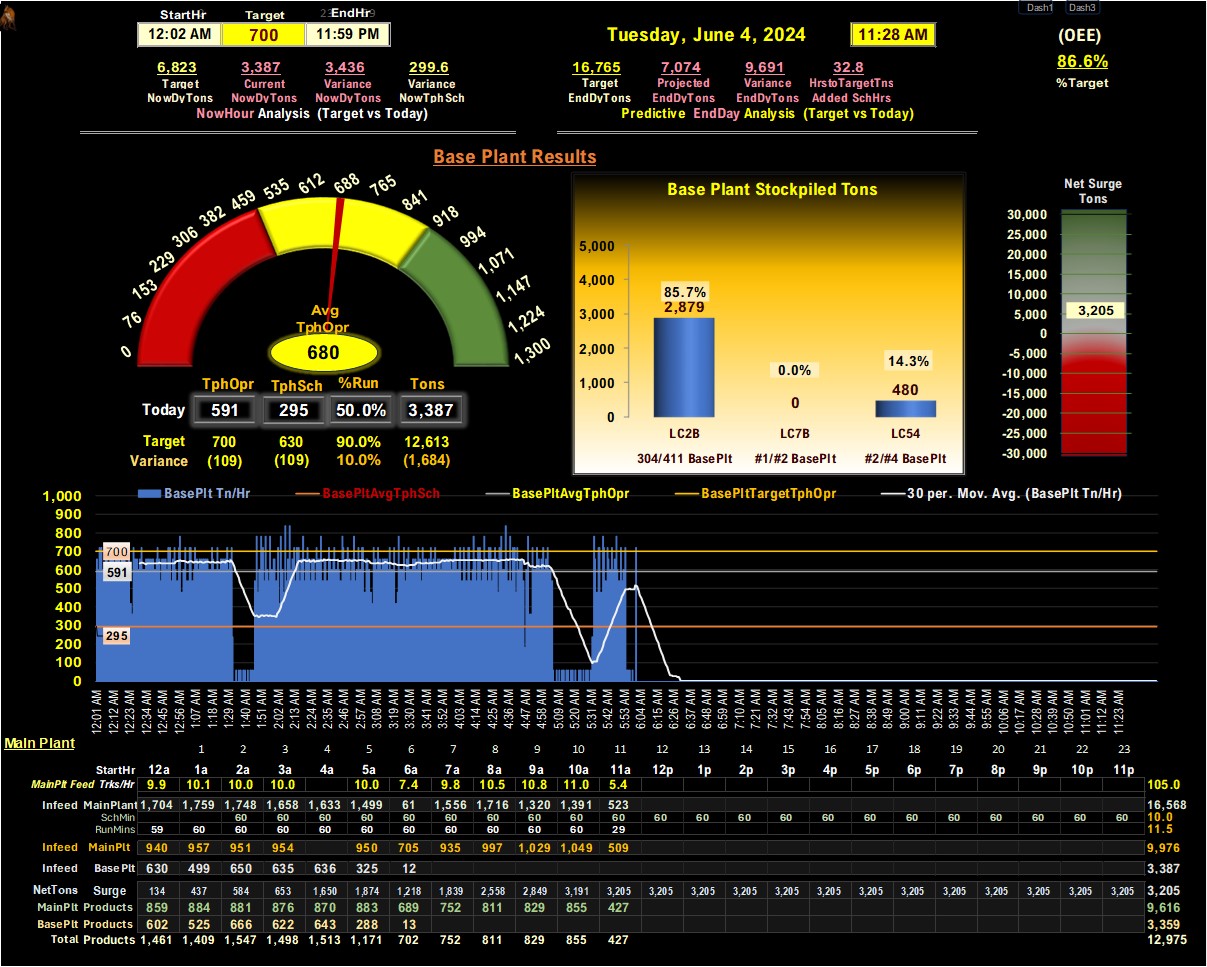 Dash1 Dash3
StartHr Target EndHr
12:02 AM 700 11:59 PM
Tuesday, June 4, 2024 11:28 AM
(OEE)
86.6%
%Target
6,823 3,387 3,436 299.6
Target Current Variance Variance
NowDyTons NowDyTons NowDyTons NowTphSch
NowHour Analysis (Target vs Today)
16,765 7,074 9,691 32.8
Target Projected Variance HrstoTargetTns
EndDyTons EndDyTons EndDyTons Added SchHrs
Predictive EndDay Analysis (Target vs Today)
Base Plant Results
0 76 153 229 306 382 459 535 612 688 765 841 918 994 1,071 1,147 1,224 1,300
Avg
TphOpr
680
TphOpr TphSch %Run Tons
Today 591 295 50.0% 3,387
Target 700 630 90.0% 12,613
Variance (109) (109) 10.0% (1,684)
Base Plant Stockpiled Tons
5,000
4,000
3,000
2,000
1,000
0
85.7%
2,879
0.0%
0
14.3%
480
LC2B LC7B LC54
304/411 BasePlt #1/#2 BasePlt #2/#4 BasePlt
Net Surge
Tons
30,000
25,000
20,000
15,000
10,000
5,000
0
-5,000
-10,000
-15,000
-20,000
-25,000
-30,000
3,205
BasePlt Tn/Hr BasePltAvgTphSch BasePltAvgTphOpr BasePltTargetTphOpr 30 per. Mov. Avg. (BasePlt Tn/Hr)
1,000
900
800
700
600
500
400
300
200
100
0
700
591
295
12:01 AM 12:12 AM 12:23 AM 12:34 AM 12:45 AM 12:56 AM 1:07 AM 1:18 AM 1:29 AM 1:40 AM 1:51 AM 2:02 AM 2:13 AM 2:24 AM 2:35 AM 2:46 AM 2:57 AM 3:08 AM 3:19 AM 3:30 AM 3:41 AM 3:52 AM 4:03 AM 4:14 AM 4:25 AM 4:36 AM 4:47 AM 4:58 AM 5:09 AM 5:20 AM 5:31 AM 5:42 AM 5:53 AM 6:04 AM 6:15 AM 6:26 AM 6:37 AM 6:48 AM 6:59 AM 7:10 AM 7:21 AM 7:32 AM 7:43 AM 7:54 AM 8:05 AM 8:16 AM 8:27 AM 8:38 AM 8:49 AM 9:00 AM 9:11 AM 9:22 AM 9:33 AM 9:44 AM 9:55 AM 10:06 AM 10:17 AM 10:28 AM 10:39 AM 10:50 AM 11:01 AM 11:12 AM 11:23 AM
Main Plant
1 2 3 4 5 6 7 8 9 10 11 12 13 14 15 16 17 18 19 20 21 22 23
StartHr 12a 1a 2a 3a 4a 5a 6a 7a 8a 9a 10a 11a 12p 1p 2p 3p 4p 5p 6p 7p 8p 9p 10p 11p
MainPlt Feed Trks/Hr 9.9 10.1 10.0 10.0 10.0 7.4 9.8 10.5 10.8 11.0 5.4 105.0
Infeed MainPlant 1,704 1,759 1,748 1,658 1,633 1,499 61 1,556 1,716 1,320 1,391 523 16,568
SchMin 60 60 60 60 60 60 60 60 60 60 60 60 60 60 60 60 60 60 60 60 60 60 10.0
RunMins 59 60 60 60 60 60 60 60 60 60 60 29 11.5
Infeed MainPlt 940 957 951 954 950 705 935 997 1,029 1,049 509 9,976
Infeed BasePlt 630 499 650 635 636 325 12 3,387
NetTons Surge 134 437 584 653 1,650 1,874 1,218 1,839 2,558 2,849 3,191 3,205 3,205 3,205 3,205 3,205 3,205 3,205 3,205 3,205 3,205 3,205 3,205 3,205 3,205
MainPlt Products 859 884 881 876 870 883 689 752 811 829 855 427 9,616
BasePlt Products 602 525 666 622 643 288 13 3,359
Total Products 1,461 1,409 1,547 1,498 1,513 1,171 702 752 811 829 855 427 12,975